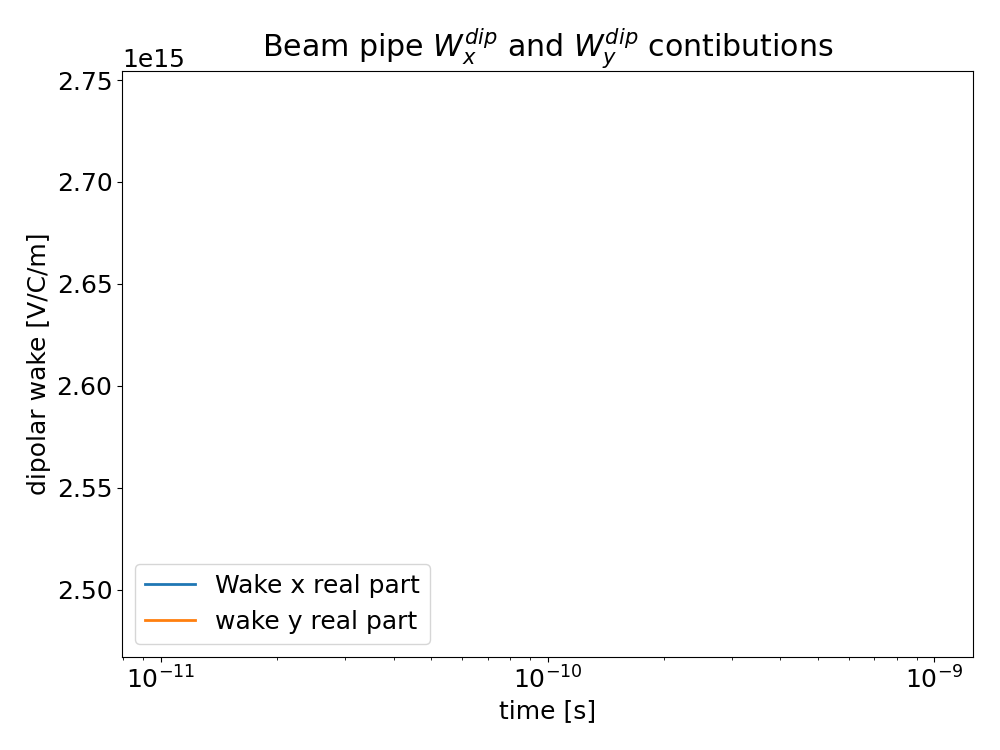 Beam pipe $W_x^{dip}$ and $W_y^{dip}$ contibutions
1e15
2.75
2.70
2.65
2.60
2.55
2.50
dipolar wake [V/C/m]
Wake x real part
wake y real part
$10^{-11}$
$10^{-10}$
$10^{-9}$
time [s]